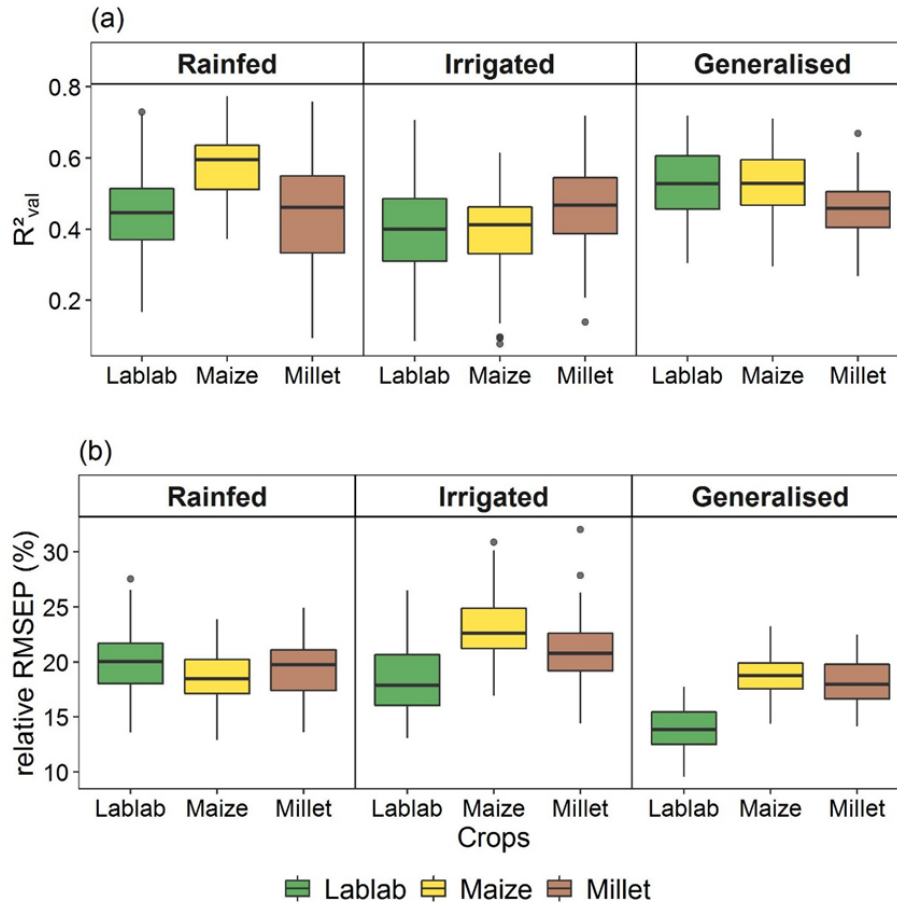 (a)
Rainfed Irrigated Generalised
0.8
0.6
0.4
0.2
R²val
Lablab Maize Millet Lablab Maize Millet Lablab Maize Millet
(b)
Rainfed Irrigated Generalised
30
25
20
15
10
relative RMSEP (%)
Lablab Maize Millet Lablab Maize Millet Lablab Maize Millet
Crops
Lablab Maize Millet